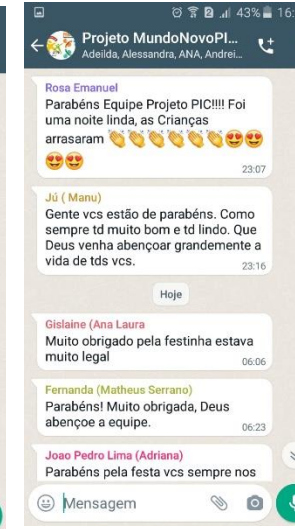 43% 16:
Projeto MundoNovoPI...
Adeilda, Alessandra, ANA, Andrei...
Rosa Emanuel
Parabéns Equipe Projeto PIC!!!! Foi
uma noite linda, as Crianças
arrasaram 👏👏👏👏👏👏😍😍
😍😍
23:07
Jú ( Manu)
Gente vcs estão de parabéns. Como
sempre td muito bom e td lindo. Que
Deus venha abençoar grandemente a
vida de tds vcs.
23:16
Hoje
Gislaine (Ana Laura
Muito obrigado pela festinha estava
muito legal
06:06
Fernanda (Matheus Serrano)
Parabéns! Muito obrigada, Deus
abençoe a equipe.
06:23
Joao Pedro Lima (Adriana)
Parabéns pela festa vcs sempre nos
Mensagem